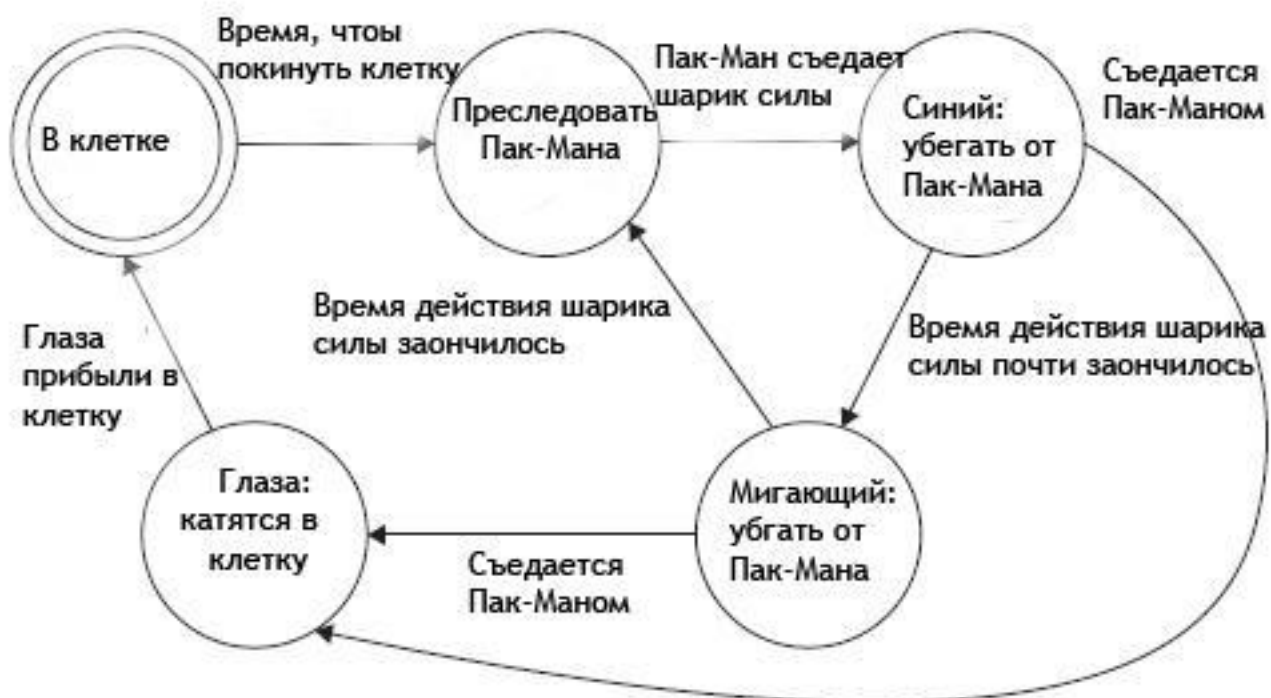 Время, чтоы
покинуть клетку
Пак-Ман съедает
шарик силы
Съедается
Пак-Маном
В клетке
Преследовать
Пак-Мана
Синий:
убегать от
Пак-Мана
Время действия шарика
силы заончилось
Время действия шарика
силы почти заончилось
Глаза
прибыли в
клетку
Глаза:
катятся в
клетку
Съедается
Пак-Маном
Мигающий:
убгать от
Пак-Мана